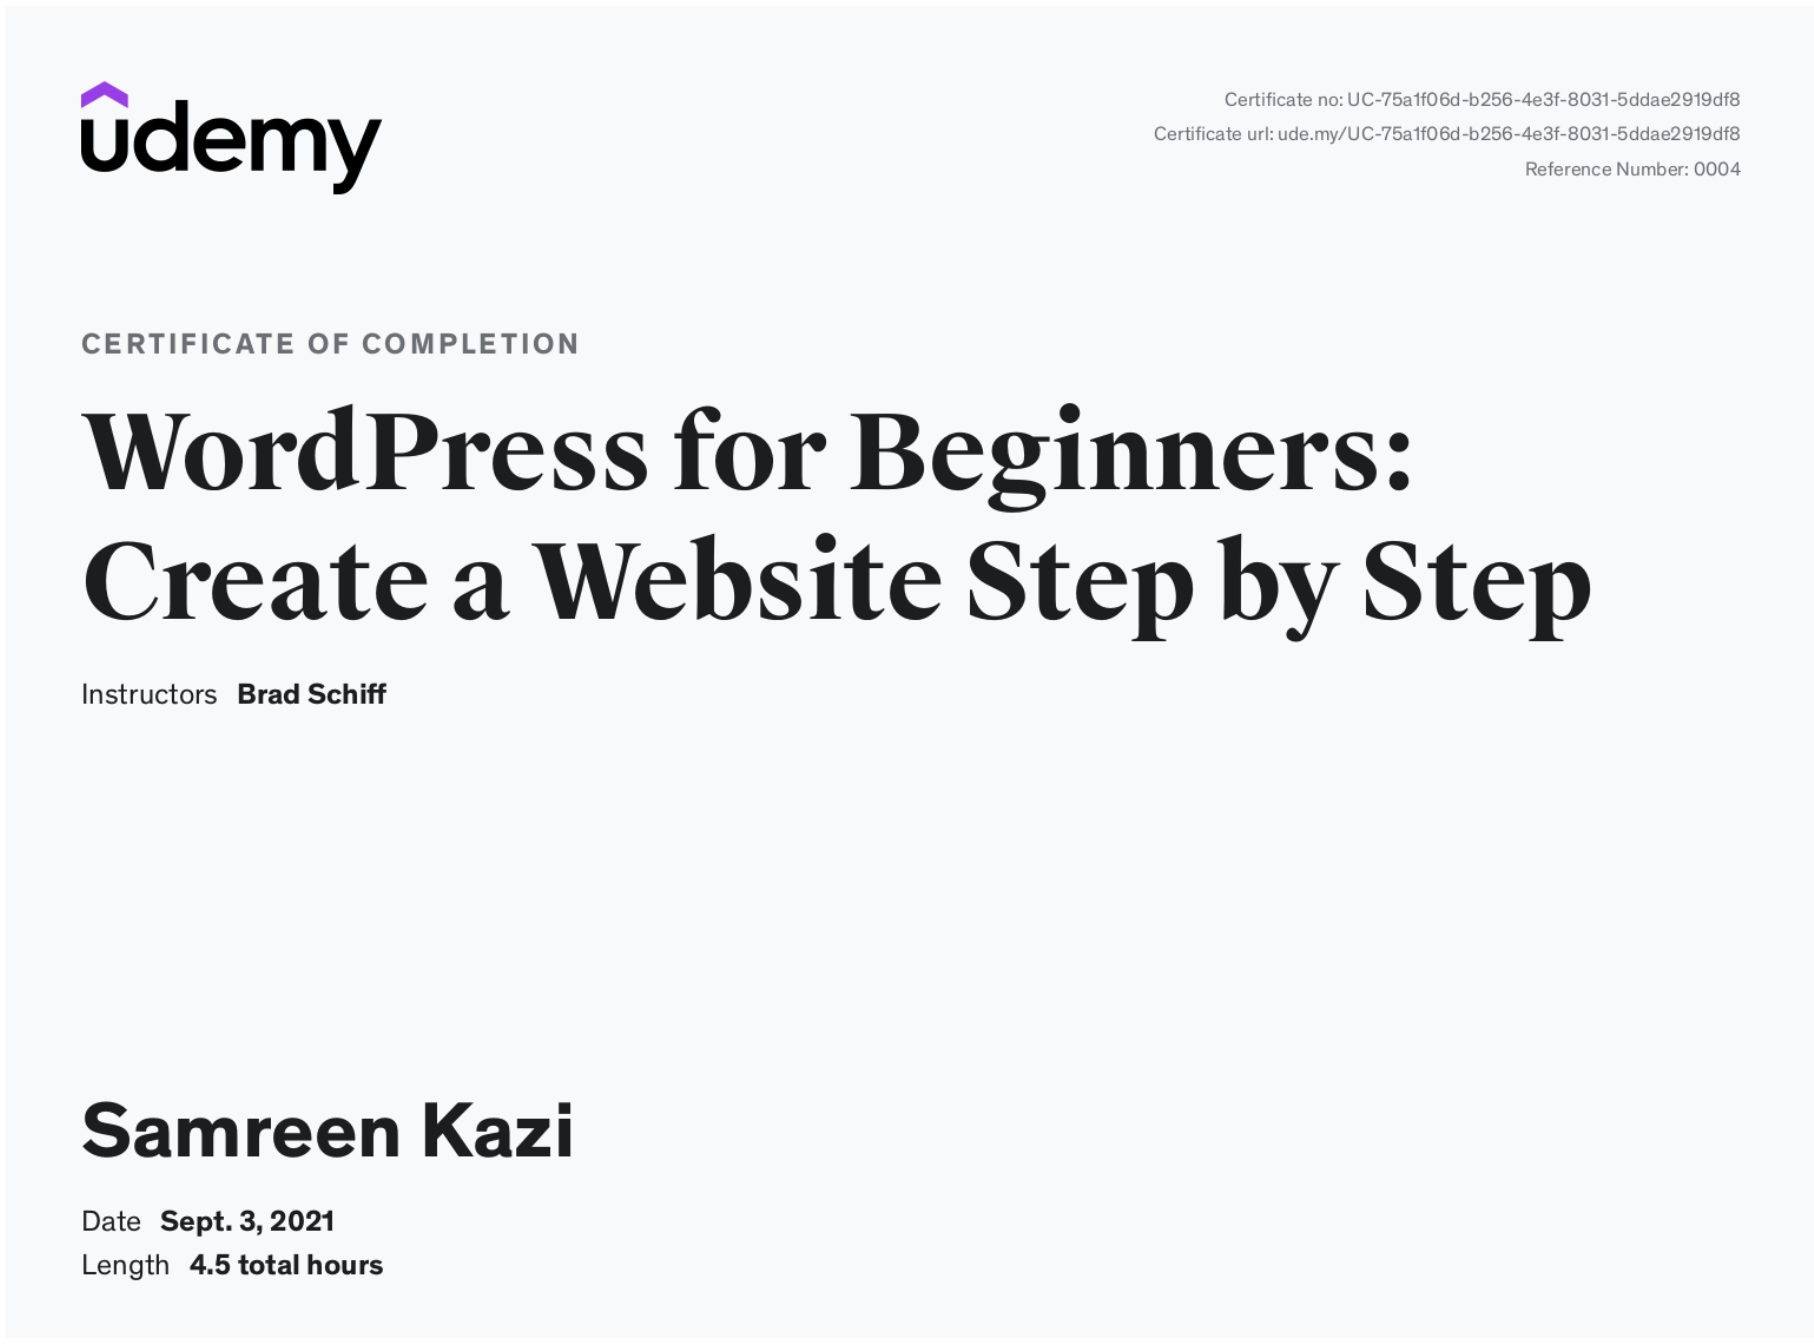 udemy
Certificate no: UC-75a1f06d-b256-4e3f-8031-5ddae2919df8
Certificate url: ude.my/UC-75a1f06d-b256-4e3f-8031-5ddae2919df8
Reference Number: 0004
CERTIFICATE OF COMPLETION
WordPress for Beginners:
Create a Website Step by Step
Instructors Brad Schiff
Samreen Kazi
Date Sept. 3, 2021
Length 4.5 total hours